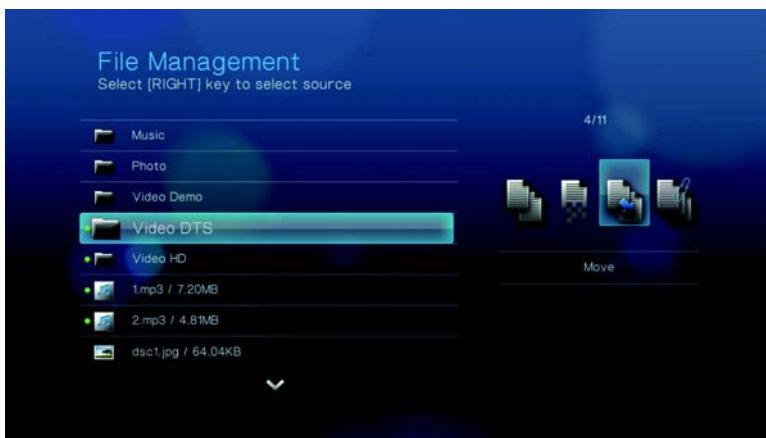 File Management
Select [RIGHT] key to select source
4/11
Music
Photo
Video Demo
Video DTS
Video HD
1.mp3 / 7.20MB
2.mp3 / 4.81MB
dsc1.jpg / 64.04KB
Move